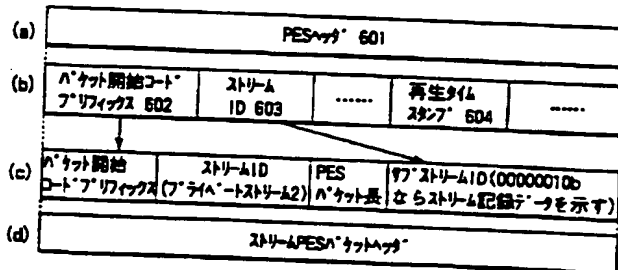 (a)
PESヘッダ 601
(b)
パケット開始コード
プリフィックス 602
ストリーム
ID 603
……
再生タイム
スタンプ 604
……
(c)
パケット開始
コードプリフィックス
ストリームID
(プライベートストリーム2)
PES
パケット長
サブストリームID(00000010b
ならストリーム記録データを示す)
(d)
ストリームPESパケットヘッダ